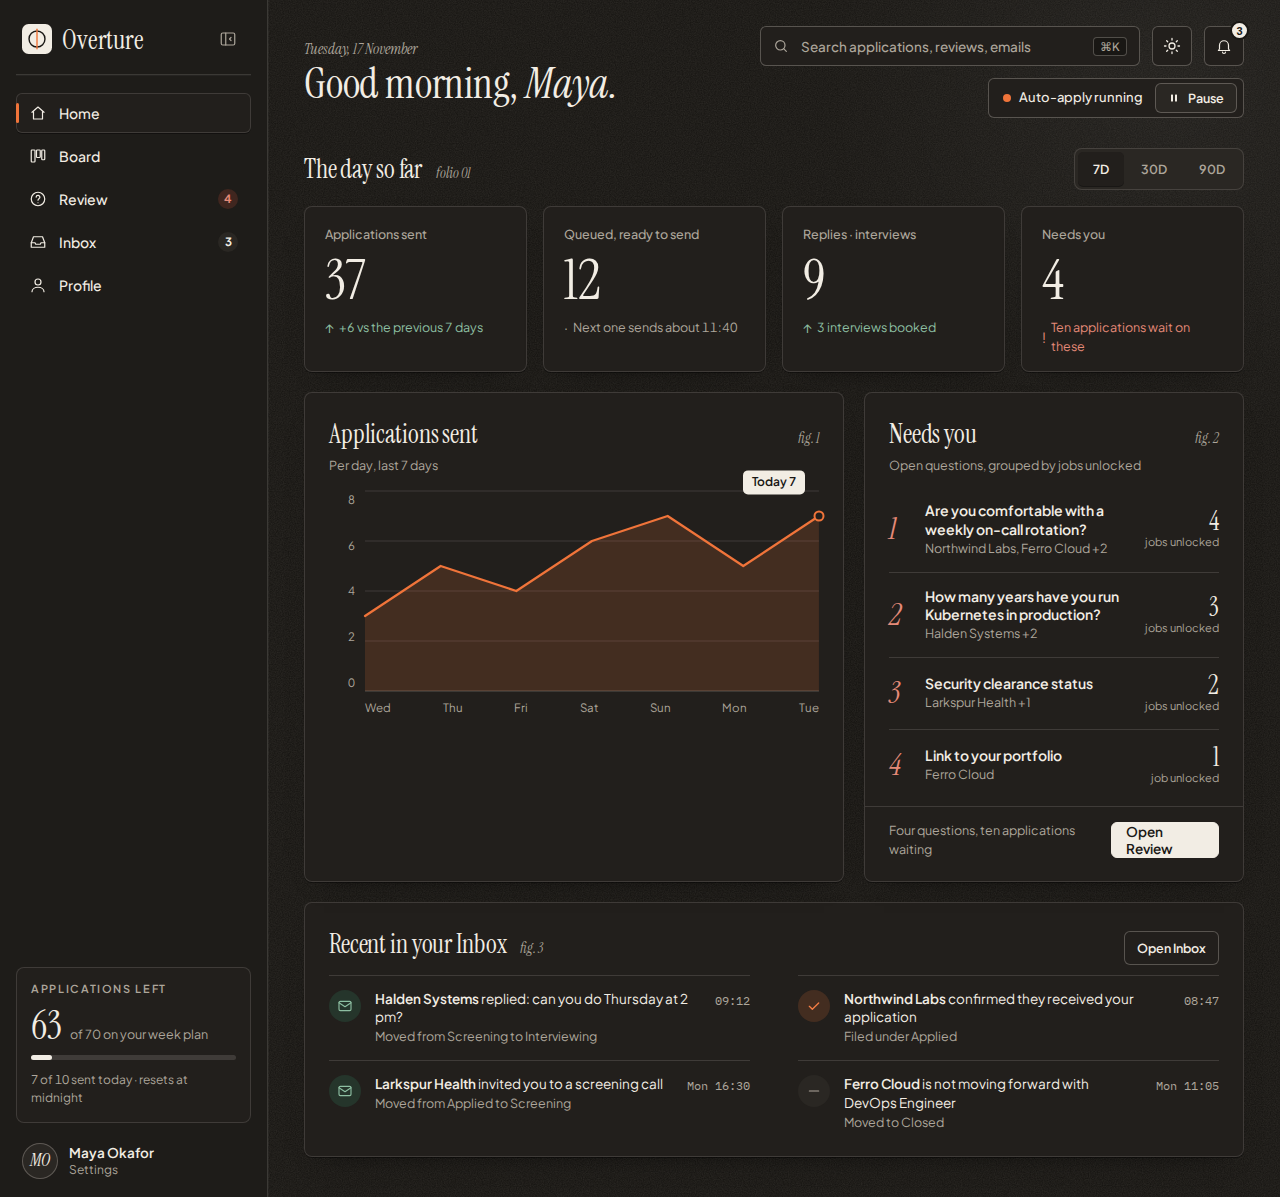 Overture
Home
Board
Review 4
Inbox 3
Profile
APPLICATIONS LEFT
63 of 70 on your week plan
7 of 10 sent today · resets at
midnight
MO
Maya Okafor
Settings
Tuesday, 17 November
Good morning, Maya.
Search applications, reviews, emails ⌘K
3
Auto-apply running
Pause
The day so far folio 01
7D 30D 90D
Applications sent
37
↑ +6 vs the previous 7 days
Queued, ready to send
12
· Next one sends about 11:40
Replies · interviews
9
↑ 3 interviews booked
Needs you
4
! Ten applications wait on
these
Applications sent fig. 1
Per day, last 7 days
Today 7
8
6
4
2
0
Wed Thu Fri Sat Sun Mon Tue
Needs you fig. 2
Open questions, grouped by jobs unlocked
1
Are you comfortable with a
weekly on-call rotation?
Northwind Labs, Ferro Cloud +2
4
jobs unlocked
2
How many years have you run
Kubernetes in production?
Halden Systems +2
3
jobs unlocked
3
Security clearance status
Larkspur Health +1
2
jobs unlocked
4
Link to your portfolio
Ferro Cloud
1
job unlocked
Four questions, ten applications
waiting
Open
Review
Recent in your Inbox fig. 3
Open Inbox
Halden Systems replied: can you do Thursday at 2
pm?
Moved from Screening to Interviewing
09:12
Northwind Labs confirmed they received your
application
Filed under Applied
08:47
Larkspur Health invited you to a screening call
Moved from Applied to Screening
Mon 16:30
Ferro Cloud is not moving forward with
DevOps Engineer
Moved to Closed
Mon 11:05